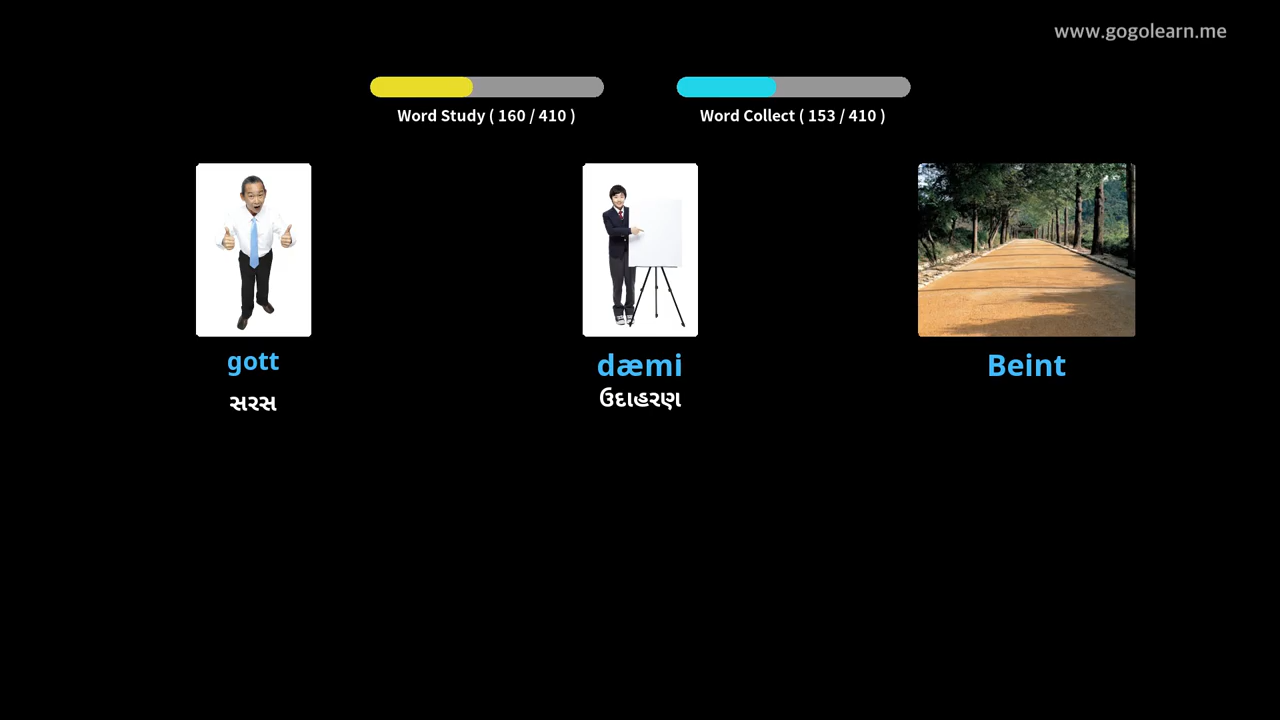 www.gogolearn.me
Word Study ( 160 / 410 )
Word Collect ( 153 / 410 )
gott
સરસ
dæmi
ઉદાહરણ
Beint